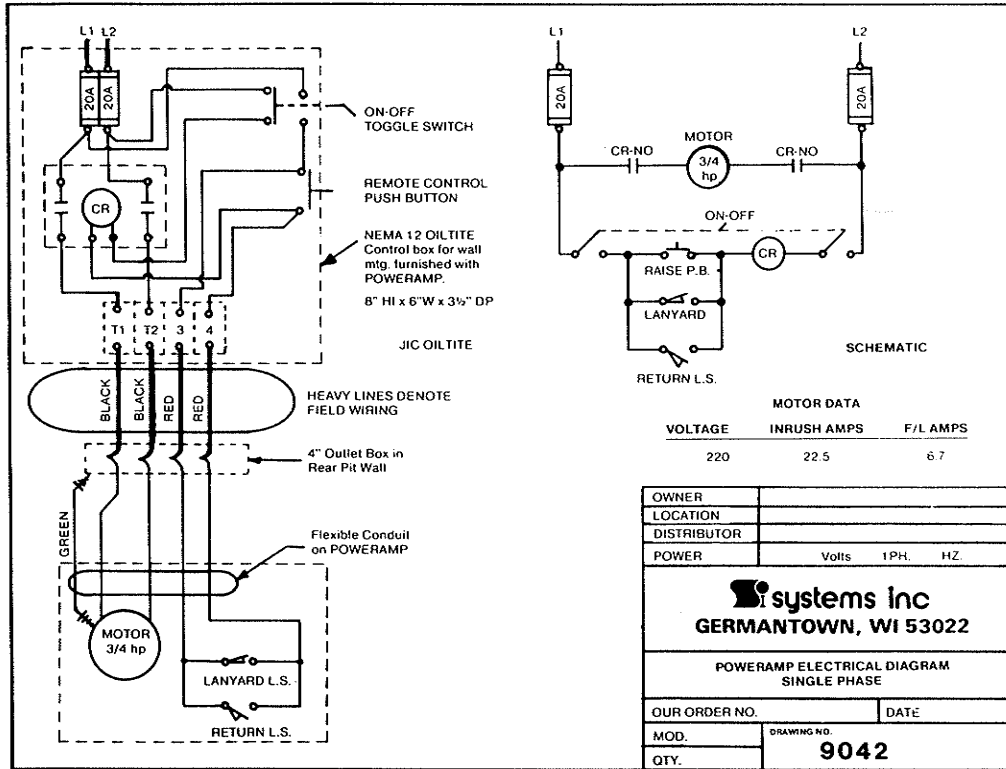 L1 L2
20A
20A
ON-OFF
TOGGLE SWITCH
CR
REMOTE CONTROL
PUSH BUTTON
NEMA 12 OILTITE
Control box for wall
mtg. furnished with
POWERAMP.
8" HI x 6"W x 3½" DP
JIC OILTITE
T1 T2 3 4
BLACK
BLACK
RED
RED
HEAVY LINES DENOTE
FIELD WIRING
4" Outlet Box in
Rear Pit Wall
GREEN
Flexible Conduit
on POWERAMP
MOTOR
3/4 hp
LANYARD L.S.
RETURN L.S.
L1
L2
20A
20A
MOTOR
CR-NO
3/4
hp
CR-NO
ON-OFF
RAISE P.B.
CR
LANYARD
RETURN L.S.
SCHEMATIC
MOTOR DATA
VOLTAGE INRUSH AMPS F/L AMPS
220 22.5 6.7
OWNER
LOCATION
DISTRIBUTOR
POWER Volts 1PH. HZ.
Si systems inc
GERMANTOWN, WI 53022
POWERAMP ELECTRICAL DIAGRAM
SINGLE PHASE
OUR ORDER NO. DATE
MOD. DRAWING NO.
QTY. 9042